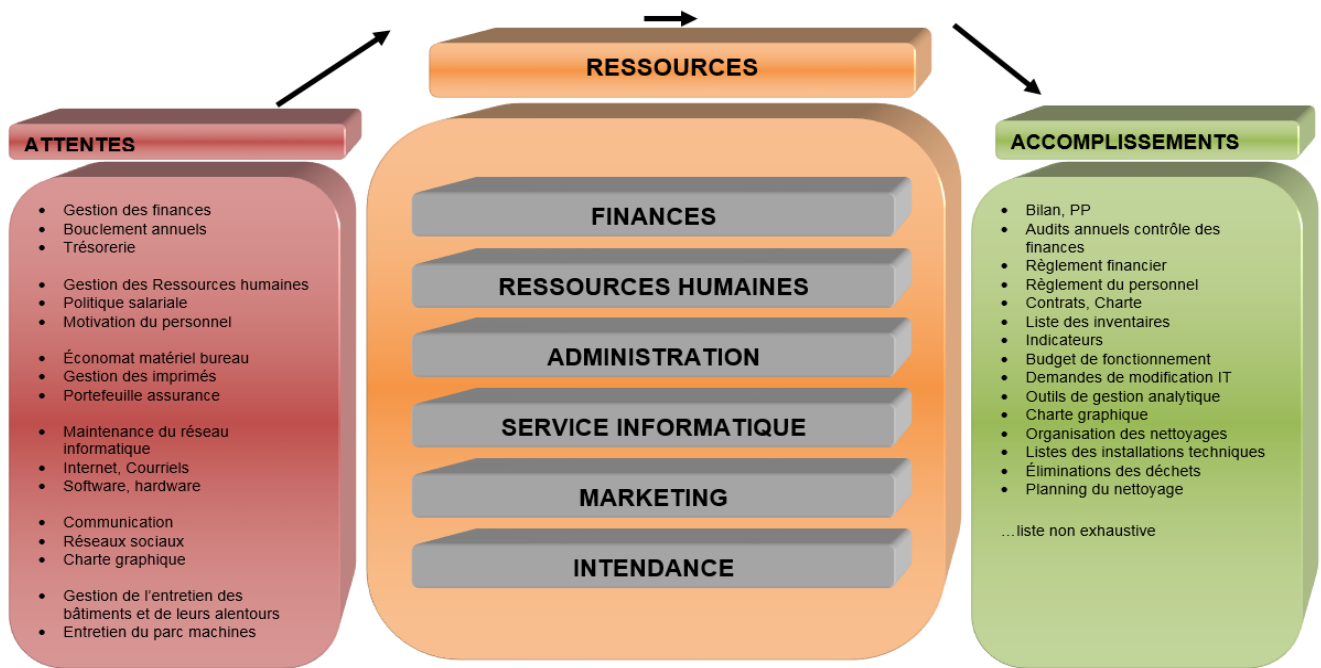 RESSOURCES
ATTENTES
• Gestion des finances
• Bouclement annuels
• Trésorerie
• Gestion des Ressources humaines
• Politique salariale
• Motivation du personnel
• Économat matériel bureau
• Gestion des imprimés
• Portefeuille assurance
• Maintenance du réseau
informatique
• Internet, Courriels
• Software, hardware
• Communication
• Réseaux sociaux
• Charte graphique
• Gestion de l’entretien des
bâtiments et de leurs alentours
• Entretien du parc machines
FINANCES
RESSOURCES HUMAINES
ADMINISTRATION
SERVICE INFORMATIQUE
MARKETING
INTENDANCE
ACCOMPLISSEMENTS
• Bilan, PP
• Audits annuels contrôle des
finances
• Règlement financier
• Règlement du personnel
• Contrats, Charte
• Liste des inventaires
• Indicateurs
• Budget de fonctionnement
• Demandes de modification IT
• Outils de gestion analytique
• Charte graphique
• Organisation des nettoyages
• Listes des installations techniques
• Éliminations des déchets
• Planning du nettoyage
…liste non exhaustive